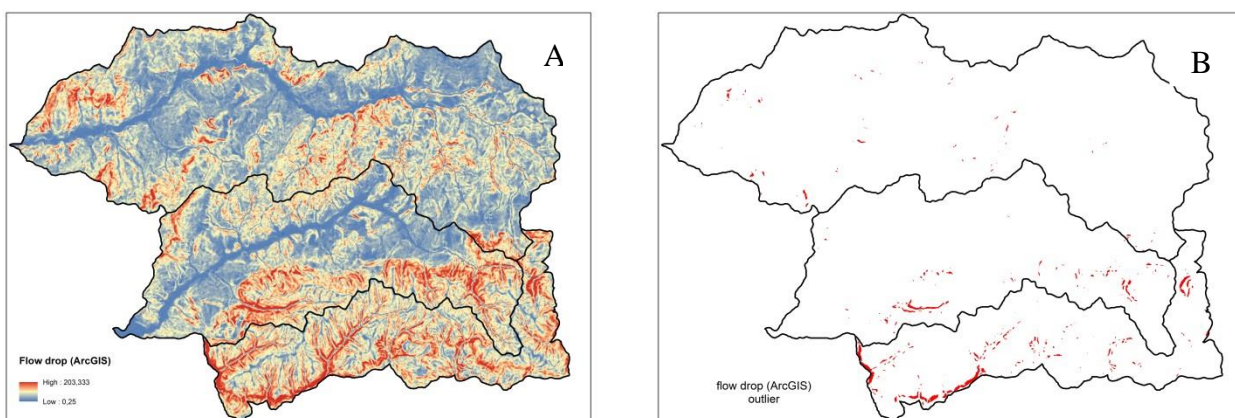 A
Flow drop (ArcGIS)
High : 203,333
Low : 0,25
B
flow drop (ArcGIS)
outlier